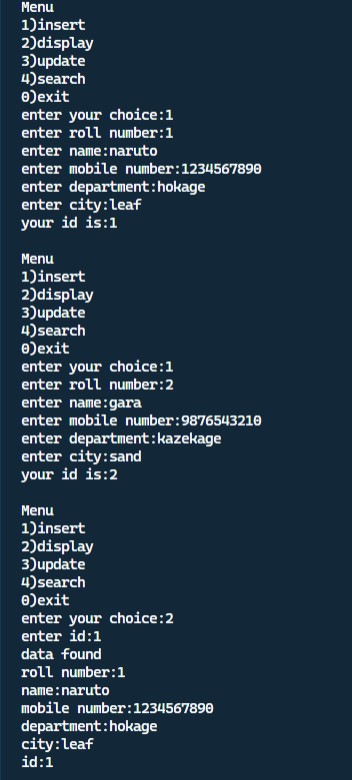 Menu
1)insert
2)display
3)update
4)search
0)exit
enter your choice:1
enter roll number:1
enter name:naruto
enter mobile number:1234567890
enter department:hokage
enter city:leaf
your id is:1
Menu
1)insert
2)display
3)update
4)search
0)exit
enter your choice:1
enter roll number:2
enter name:gara
enter mobile number:9876543210
enter department:kazekage
enter city:sand
your id is:2
Menu
1)insert
2)display
3)update
4)search
0)exit
enter your choice:2
enter id:1
data found
roll number:1
name:naruto
mobile number:1234567890
department:hokage
city:leaf
id:1